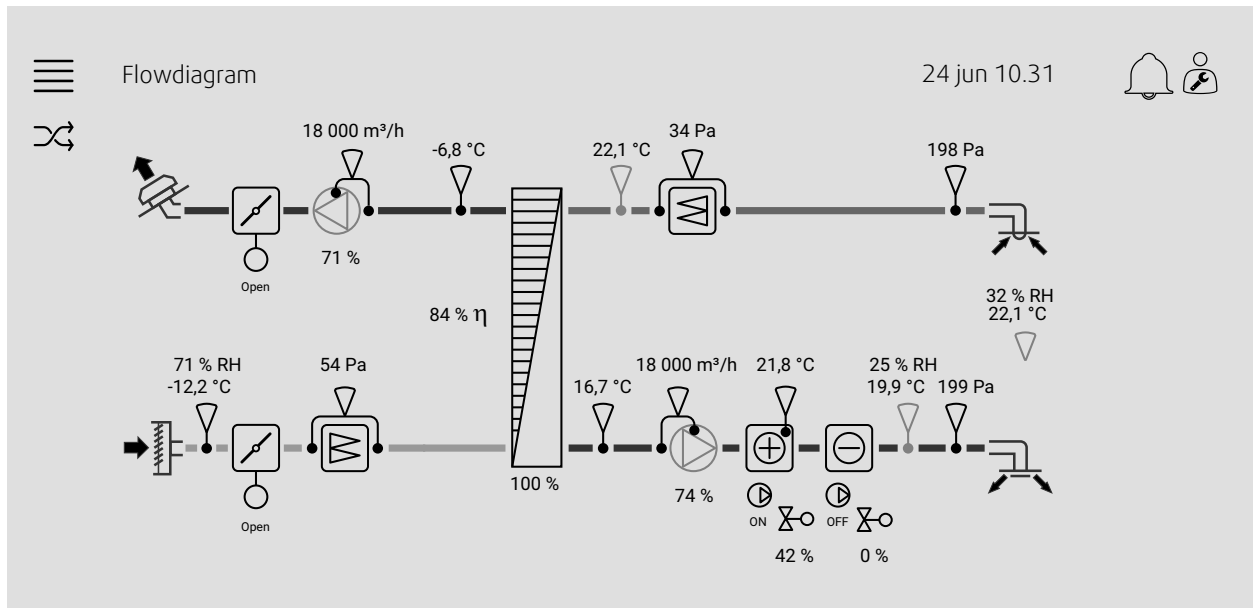 Flowdiagram
24 jun 10.31
18 000 m³/h
-6,8 °C
22,1 °C
34 Pa
198 Pa
71 %
Open
84 % η
32 % RH
22,1 °C
71 % RH
-12,2 °C
54 Pa
16,7 °C
18 000 m³/h
21,8 °C
25 % RH
19,9 °C
199 Pa
100 %
74 %
Open
ON
OFF
42 %
0 %